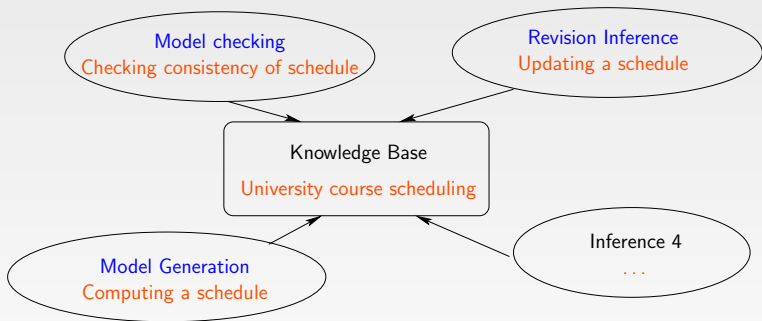 Model checking
Checking consistency of schedule
Revision Inference
Updating a schedule
Knowledge Base
University course scheduling
Model Generation
Computing a schedule
Inference 4
. . .